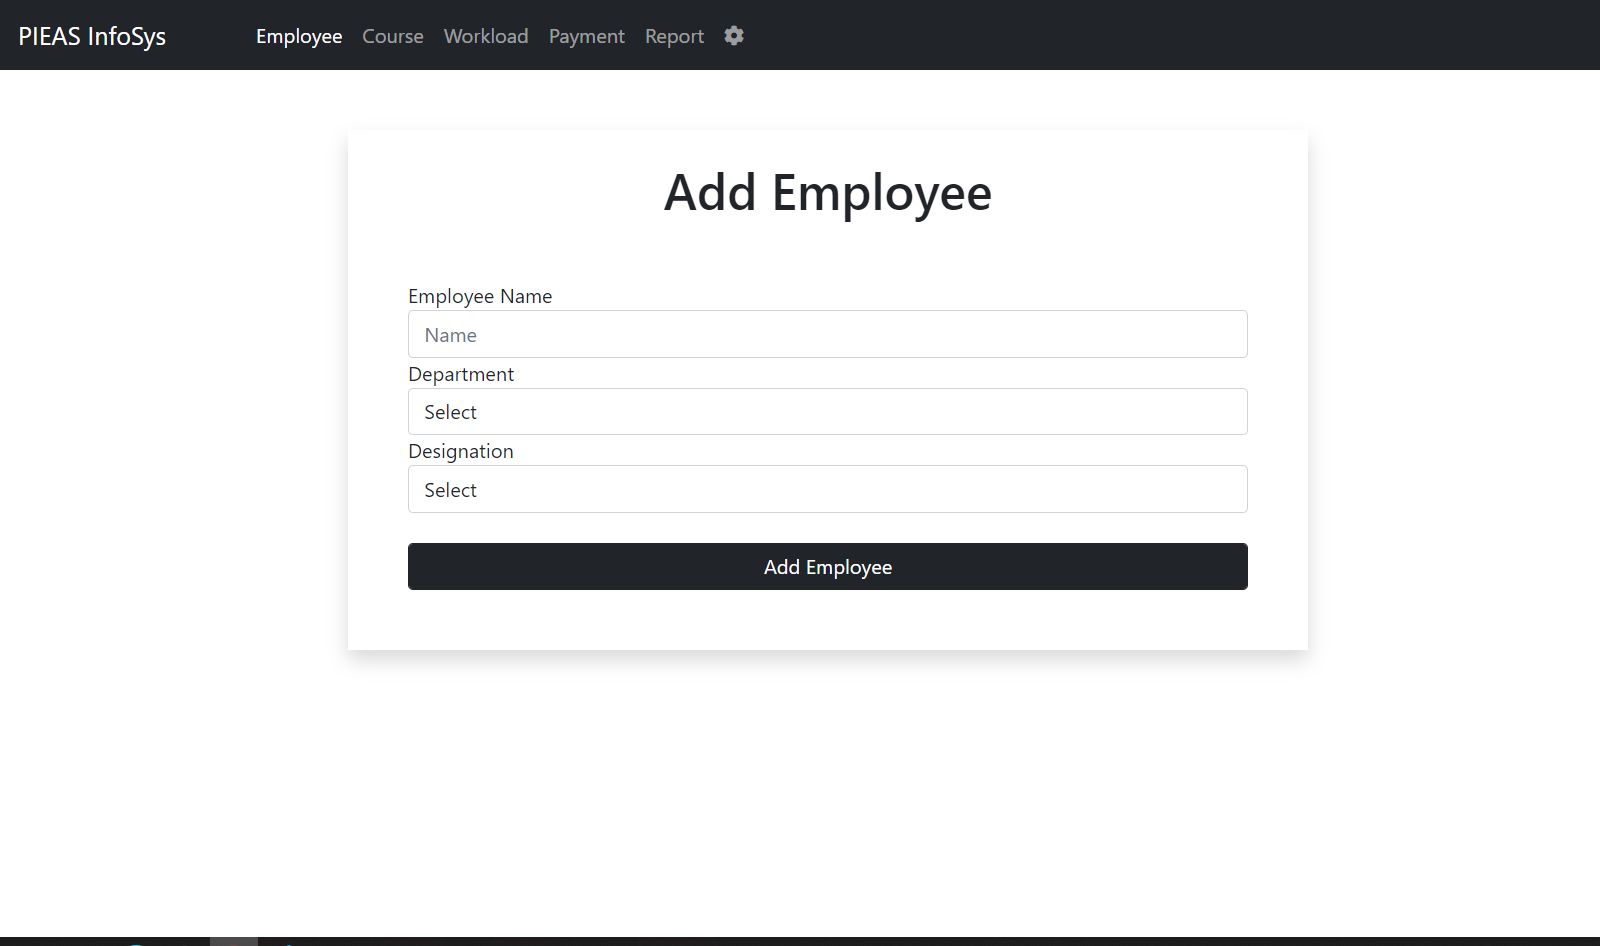 PIEAS InfoSys Employee Course Workload Payment Report
Add Employee
Employee Name
Name
Department
Select
Designation
Select
Add Employee